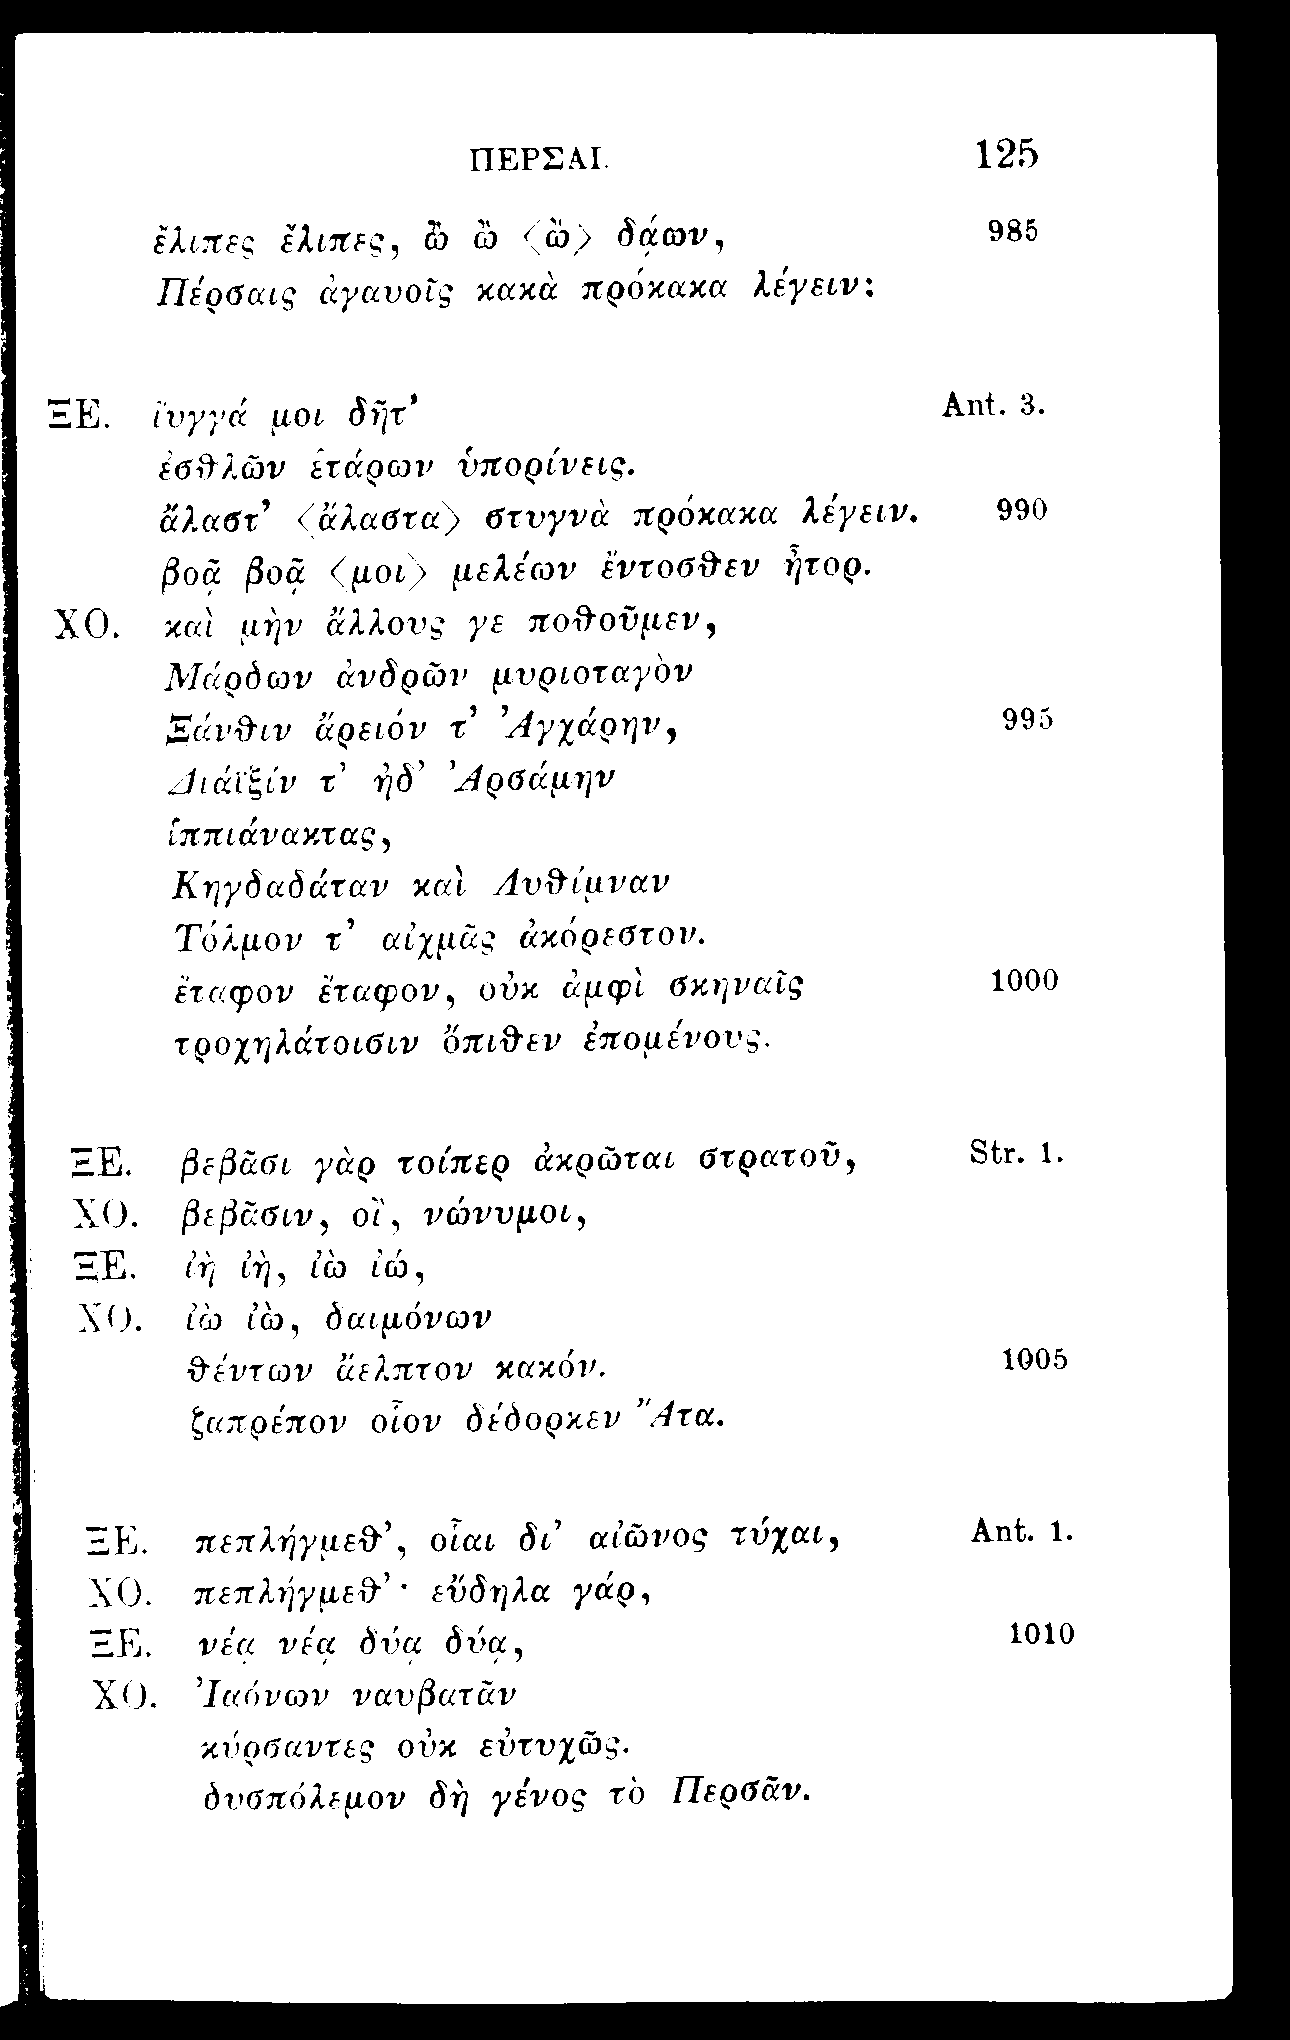 ΠΕΡΣΑΙ. 125
ἔλιπες ἔλιπες, ὢ ὢ <ὢ> δᾴων, 985
Πέρσαις ἀγαυοῖς κακὰ πρόκακα λέγειν;
ΞΕ. ἴυγγά μοι δῆτ’ Ant. 3.
ἐσθλῶν ἑτάρων ὑπορίνεις.
ἄλαστ’ <ἄλαστα> στυγνὰ πρόκακα λέγειν. 990
βοᾷ βοᾷ <μοι> μελέων ἔντοσθεν ἦτορ.
ΧΟ. καὶ μὴν ἄλλους γε ποθοῦμεν,
Μάρδων ἀνδρῶν μυριοταγὸν
Ξάνθιν ἄρειόν τ’ Ἀγχάρην, 995
Διάϊξίν τ’ ἠδ’ Ἀρσάμην
ἱππιάνακτας,
Κηγδαδάταν καὶ Λυθίμναν
Τόλμον τ’ αἰχμᾶς ἀκόρεστον.
ἔταφον ἔταφον, οὐκ ἀμφὶ σκηναῖς 1000
τροχηλάτοισιν ὄπιθεν ἑπομένους.
ΞΕ. βεβᾶσι γὰρ τοίπερ ἀκρῶται στρατοῦ, Str. 1.
ΧΟ. βεβᾶσιν, οἴ, νώνυμοι,
ΞΕ. ἰὴ ἰὴ, ἰὼ ἰώ,
ΧΟ. ἰὼ ἰὼ, δαιμόνων
θέντων ἄελπτον κακόν. 1005
ζαπρέπον οἷον δέδορκεν Ἄτα.
ΞΕ. πεπλήγμεθ’, οἷαι δι’ αἰῶνος τύχαι, Ant. 1.
ΧΟ. πεπλήγμεθ’· εὔδηλα γάρ,
ΞΕ. νέᾳ νέᾳ δύᾳ δύᾳ, 1010
ΧΟ. Ἰαόνων ναυβατᾶν
κύρσαντες οὐκ εὐτυχῶς.
δυσπόλεμον δὴ γένος τὸ Περσᾶν.